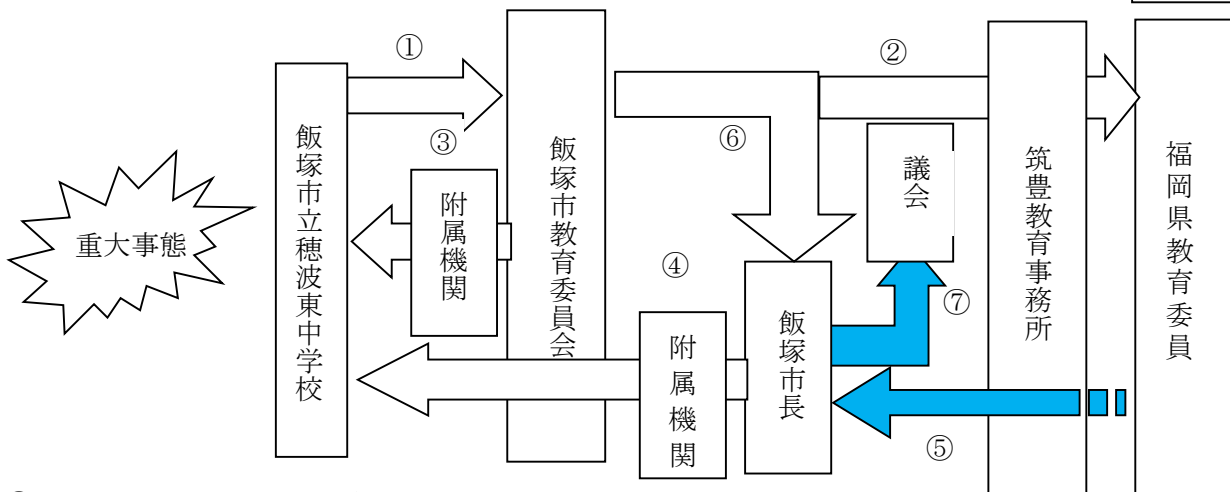 重大事態
飯塚市立穂波東中学校
①
③
附属機関
飯塚市教育委員会
②
⑥
④
附属機関
飯塚市長
議会
⑦
⑤
筑豊教育事務所
福岡県教育委員